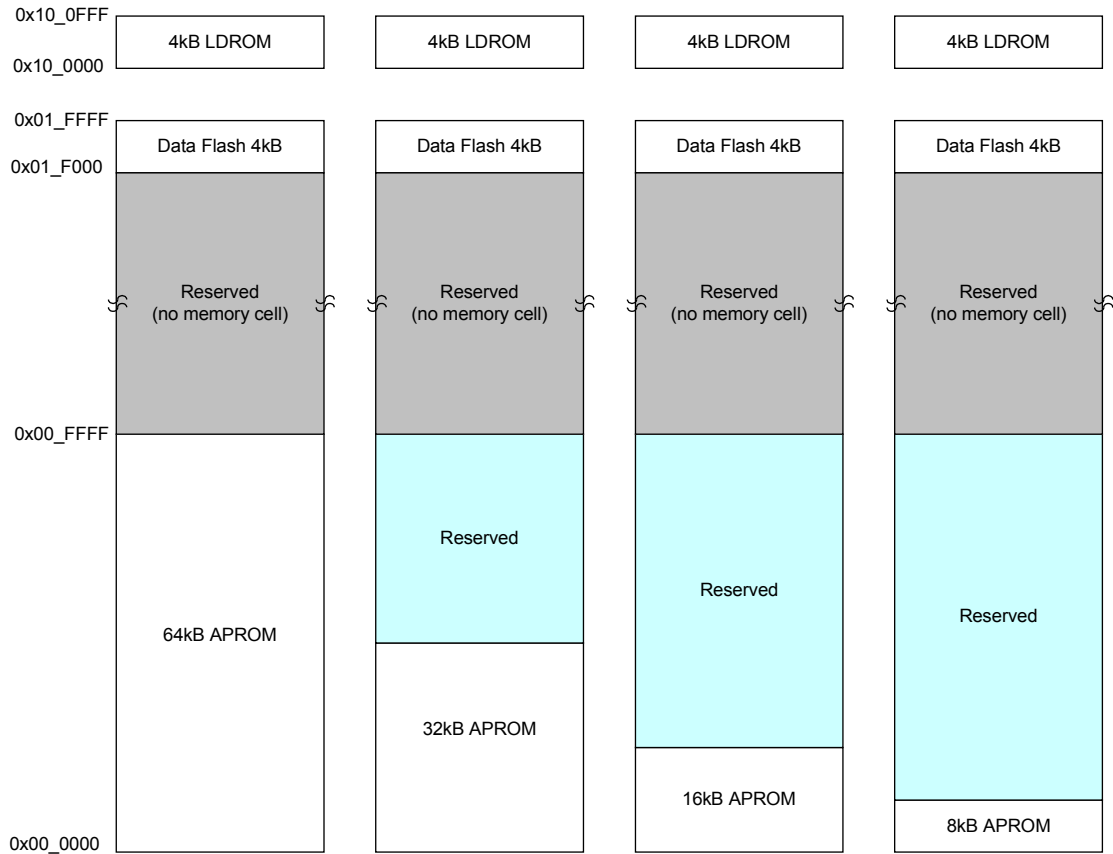 0x10_0FFF
4kB LDROM
4kB LDROM
4kB LDROM
4kB LDROM
0x10_0000
0x01_FFFF
Data Flash 4kB
Data Flash 4kB
Data Flash 4kB
Data Flash 4kB
0x01_F000
Reserved
(no memory cell)
Reserved
(no memory cell)
Reserved
(no memory cell)
Reserved
(no memory cell)
0x00_FFFF
Reserved
Reserved
Reserved
64kB APROM
32kB APROM
16kB APROM
8kB APROM
0x00_0000